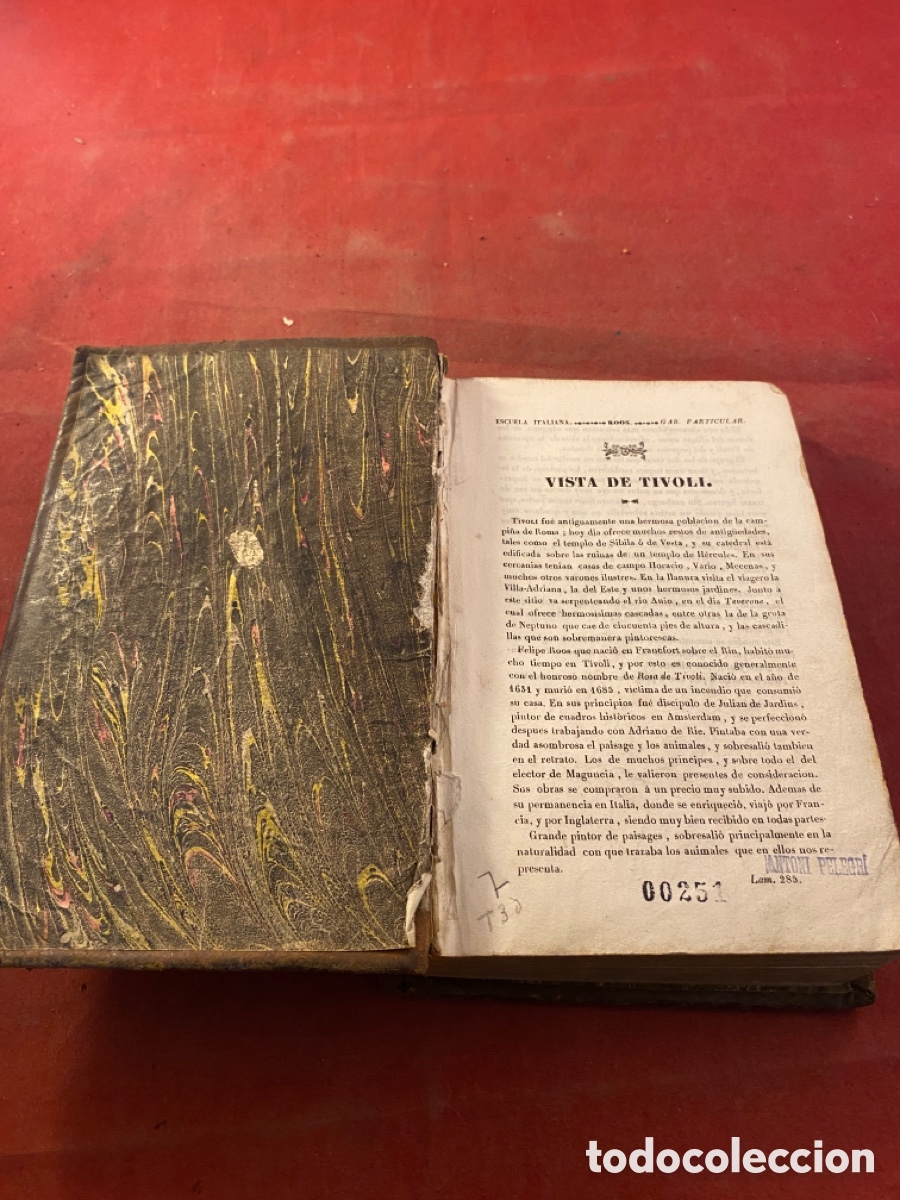 ESCUELA ITALIANA. ROOS. GAB. PARTICULAR.
VISTA DE TIVOLI.
TIVOLI fué antiguamente una hermosa poblacion de la cam-
piña de Roma; hoy dia ofrece muchos restos de antigüedades,
tales como el templo de Sibila ó de Vesta, y su catedral está
edificada sobre las ruinas de un templo de Hércules. En sus
cercanias tenian casas de campo Horacio, Vario, Mecenas, y
muchos otros varones ilustres. En la llanura visita el viagero la
Villa-Adriana, la del Este y unos hermosos jardines. Junto á
este sitio va serpenteando el rio Anio, en el dia Teverone, el
cual ofrece hermosísimas cascadas, entre otras la de la grota
de Neptuno que cae de cincuenta pies de altura, y las cascadi-
llas que son sobremanera pintorescas.
Felipe Roos que nació en Francfort sobre el Rin, habitó mu-
cho tiempo en Tivoli, y por esto es conocido generalmente
con el honroso nombre de Rosa de Tivoli. Nació en el año de
1631 y murió en 1685, victima de un incendio que consumió
su casa. En sus principios fué discipulo de Julian de Jardins,
pintor de cuadros históricos en Amsterdam, y se perfeccionó
despues trabajando con Adriano de Bie. Pintaba con una ver-
dad asombrosa el paisage y los animales, y sobresalió tambien
en el retrato. Los de muchos principes, y sobre todo el del
elector de Maguncia, le valieron presentes de consideracion.
Sus obras se compraron á un precio muy subido. Ademas de
su permanencia en Italia, donde se enriqueció, viajó por Fran-
cia, y por Inglaterra, siendo muy bien recibido en todas partes.
Grande pintor de paisages, sobresalió principalmente en la
naturalidad con que trazaba los animales que en ellos nos re-
presenta.
ANTONI PELEGRÍ
Lam. 285.
00251
7
T30
todocoleccion